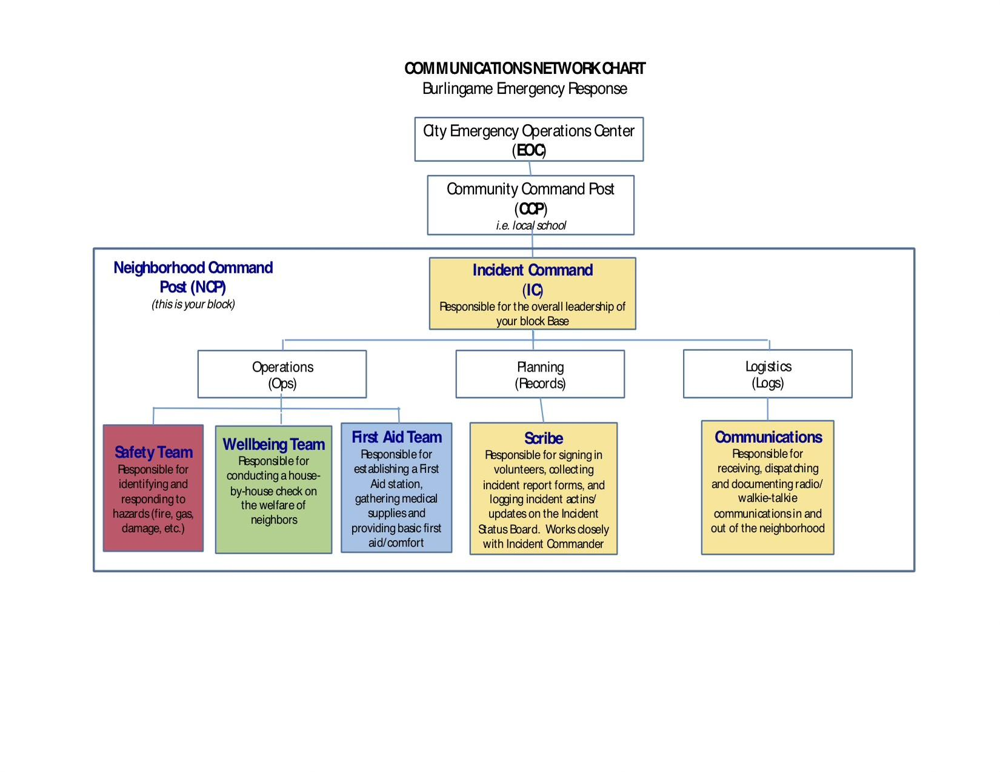 COMMUNICATIONS NETWORK CHART
Burlingame Emergency Response
City Emergency Operations Center
(EOC)
Community Command Post
(CCP)
i.e. local school
Neighborhood Command
Post (NCP)
(this is your block)
Incident Command
(IC)
Responsible for the overall leadership of
your block Base
Operations
(Ops)
Planning
(Records)
Logistics
(Logs)
Safety Team
Responsible for
identifying and
responding to
hazards (fire, gas,
damage, etc.)
Wellbeing Team
Responsible for
conducting a house-
by-house check on
the welfare of
neighbors
First Aid Team
Responsible for
establishing a First
Aid station,
gathering medical
supplies and
providing basic first
aid/comfort
Scribe
Responsible for signing in
volunteers, collecting
incident report forms, and
logging incident actins/
updates on the Incident
Status Board.  Works closely
with Incident Commander
Communications
Responsible for
receiving, dispatching
and documenting radio/
walkie-talkie
communications in and
out of the neighborhood